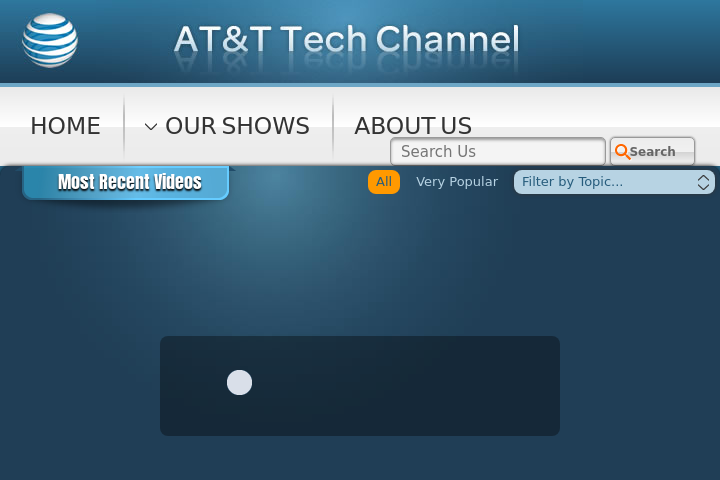 AT&T Tech Channel
HOME
OUR SHOWS
ABOUT US
Search Us
Search
Most Recent Videos
All
Very Popular
Filter by Topic...